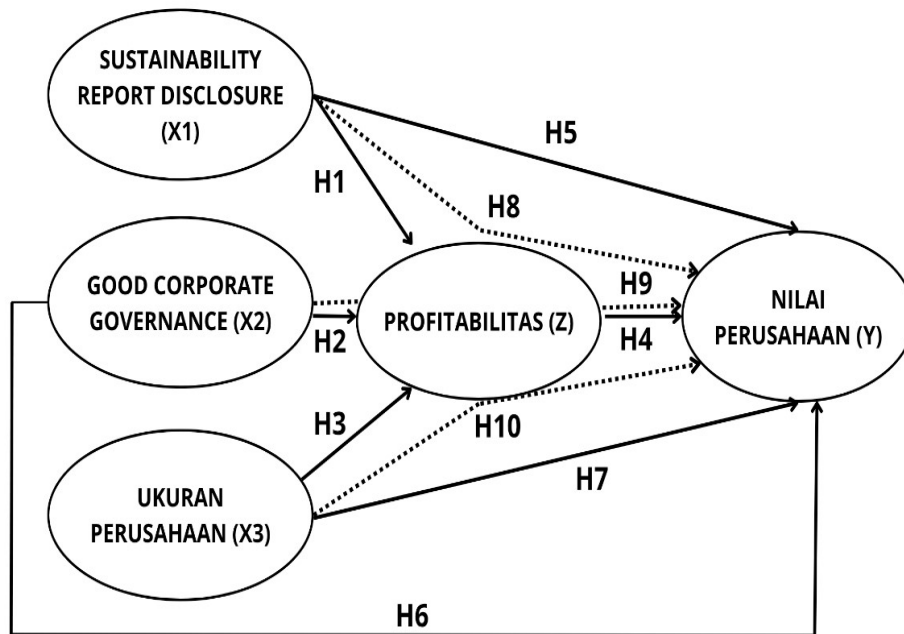 SUSTAINABILITY
REPORT DISCLOSURE
(X1)
H5
H1
H8
GOOD CORPORATE
GOVERNANCE (X2)
H2
PROFITABILITAS (Z)
H9
H4
NILAI
PERUSAHAAN (Y)
H3
H10
UKURAN
PERUSAHAAN (X3)
H7
H6